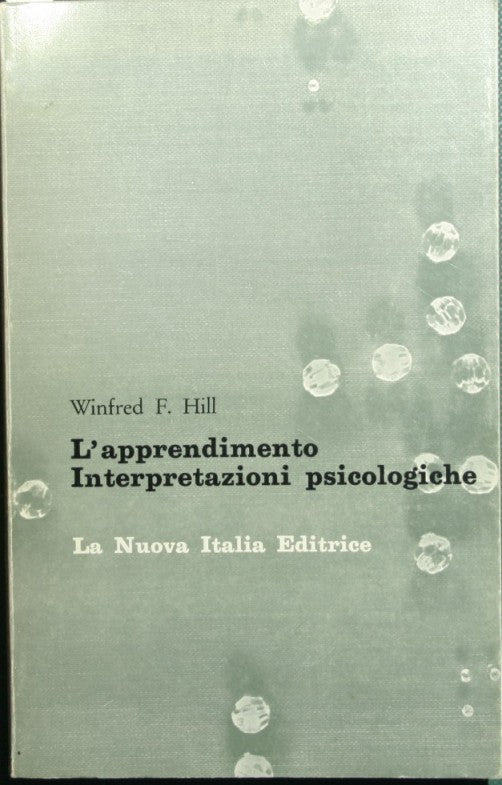 Winfred F. Hill
L'apprendimento
Interpretazioni psicologiche
La Nuova Italia Editrice